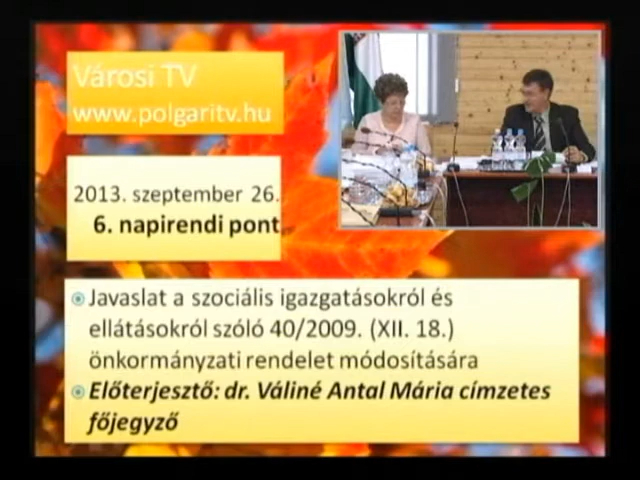 Városi TV
www.polgaritv.hu
2013. szeptember 26.
6. napirendi pont
Javaslat a szociális igazgatásokról és
ellátásokról szóló 40/2009. (XII. 18.)
önkormányzati rendelet módosítására
Előterjesztő: dr. Váliné Antal Mária címzetes
főjegyző